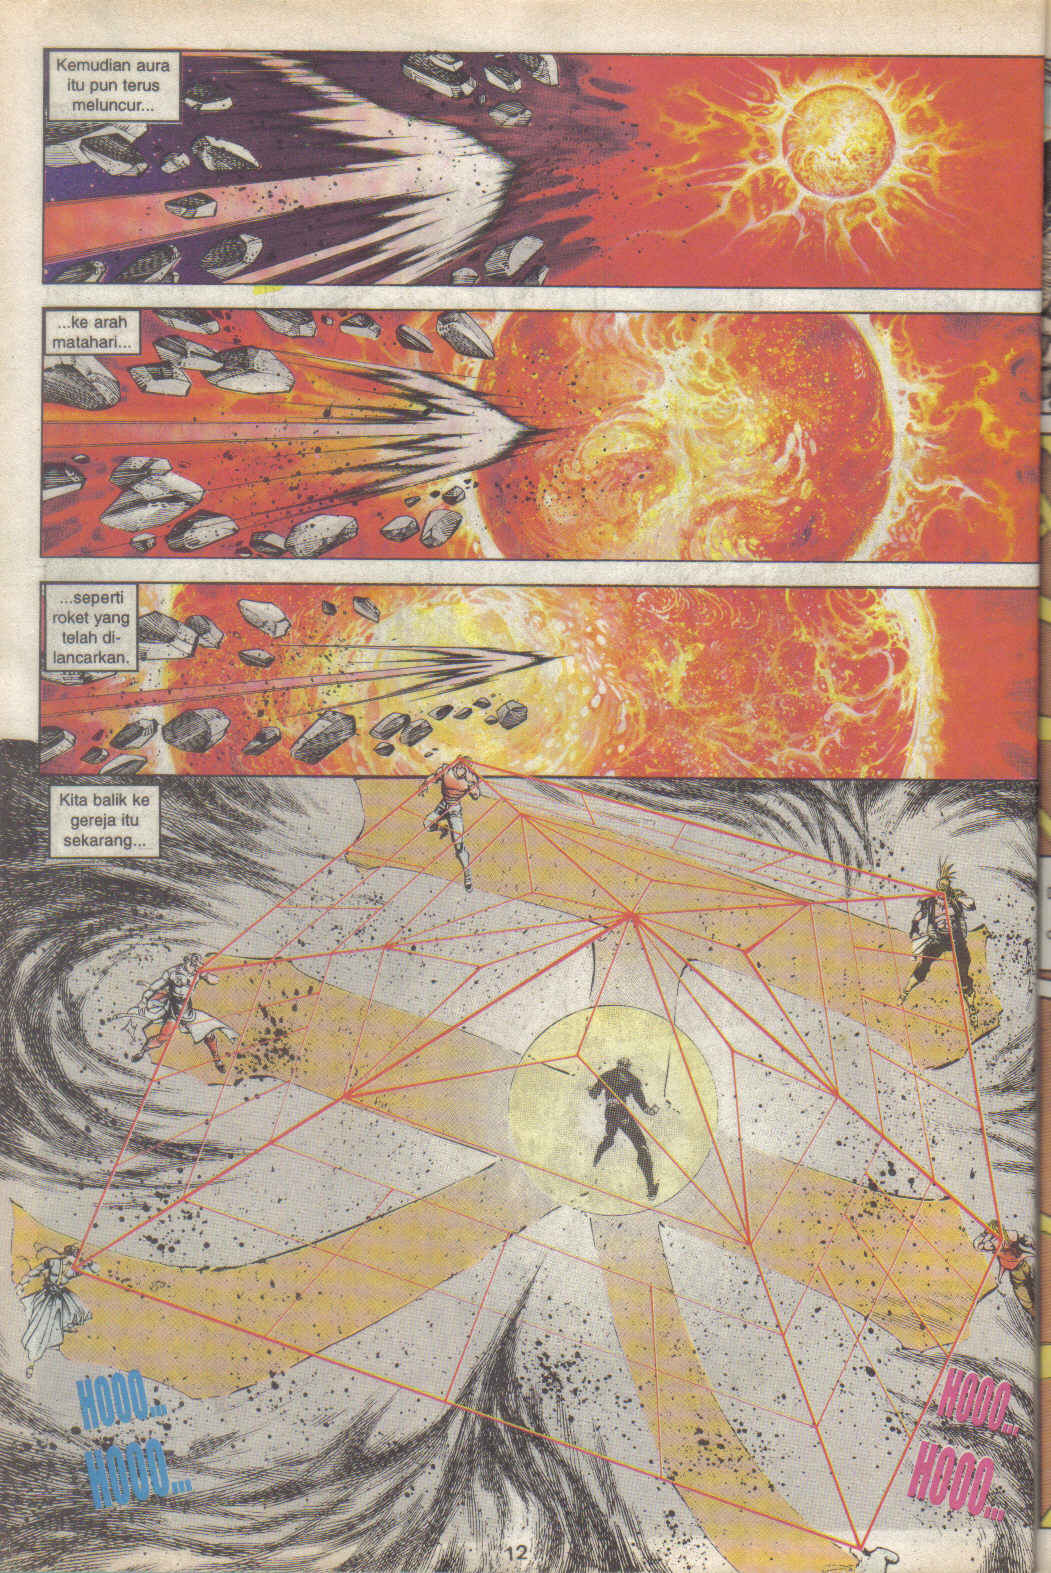 Kemudian aura
itu pun terus
meluncur...
...ke arah
matahari...
...seperti
roket yang
telah di-
lancarkan.
Kita balik ke
gereja itu
sekarang...
HOOO...
HOOO...
HOOO...
HOOO...
12